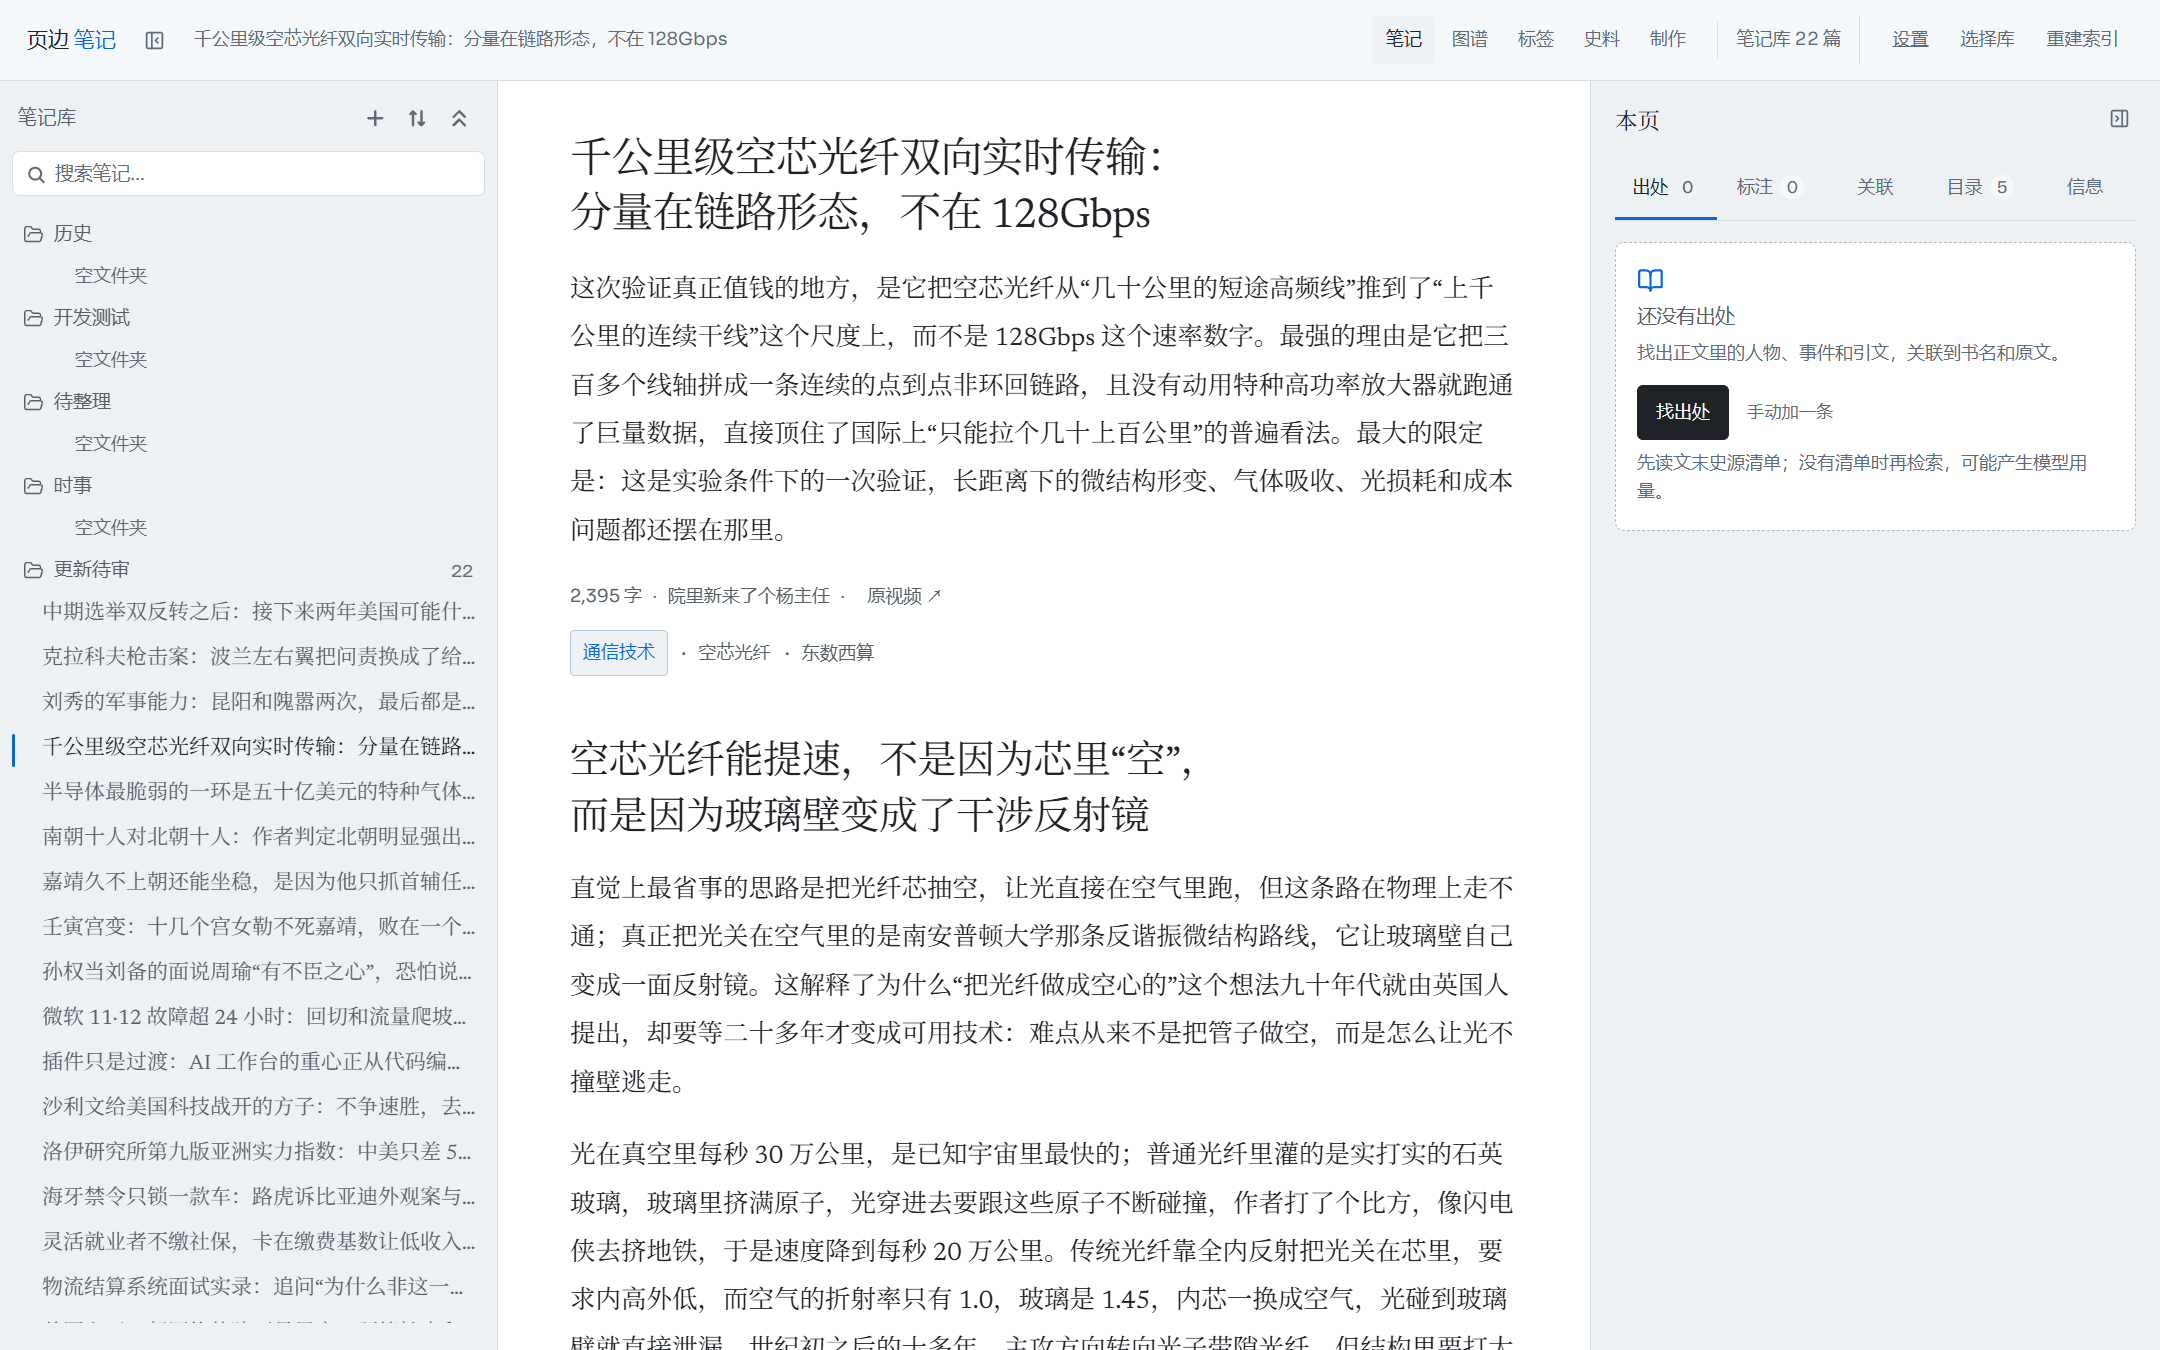 页边 笔记
千公里级空芯光纤双向实时传输：分量在链路形态，不在 128Gbps
笔记
图谱
标签
史料
制作
笔记库 22 篇
设置
选择库
重建索引
笔记库
搜索笔记...
历史
空文件夹
开发测试
空文件夹
待整理
空文件夹
时事
空文件夹
更新待审 22
中期选举双反转之后：接下来两年美国可能什...
克拉科夫枪击案：波兰左右翼把问责换成了给...
刘秀的军事能力：昆阳和隗嚣两次，最后都是...
千公里级空芯光纤双向实时传输：分量在链路...
半导体最脆弱的一环是五十亿美元的特种气体...
南朝十人对北朝十人：作者判定北朝明显强出...
嘉靖久不上朝还能坐稳，是因为他只抓首辅任...
壬寅宫变：十几个宫女勒不死嘉靖，败在一个...
孙权当刘备的面说周瑜“有不臣之心”，恐怕说...
微软 11·12 故障超 24 小时：回切和流量爬坡...
插件只是过渡：AI 工作台的重心正从代码编...
沙利文给美国科技战开的方子：不争速胜，去...
洛伊研究所第九版亚洲实力指数：中美只差 5...
海牙禁令只锁一款车：路虎诉比亚迪外观案与...
灵活就业者不缴社保，卡在缴费基数让低收入...
物流结算系统面试实录：追问“为什么非这一...
千公里级空芯光纤双向实时传输：
分量在链路形态，不在 128Gbps
这次验证真正值钱的地方，是它把空芯光纤从“几十公里的短途高频线”推到了“上千
公里的连续干线”这个尺度上，而不是 128Gbps 这个速率数字。最强的理由是它把三
百多个线轴拼成一条连续的点到点非环回链路，且没有动用特种高功率放大器就跑通
了巨量数据，直接顶住了国际上“只能拉个几十上百公里”的普遍看法。最大的限定
是：这是实验条件下的一次验证，长距离下的微结构形变、气体吸收、光损耗和成本
问题都还摆在那里。
2,395 字 · 院里新来了个杨主任 · 原视频 ↗
通信技术 · 空芯光纤 · 东数西算
空芯光纤能提速，不是因为芯里“空”，
而是因为玻璃壁变成了干涉反射镜
直觉上最省事的思路是把光纤芯抽空，让光直接在空气里跑，但这条路在物理上走不
通；真正把光关在空气里的是南安普顿大学那条反谐振微结构路线，它让玻璃壁自己
变成一面反射镜。这解释了为什么“把光纤做成空心的”这个想法九十年代就由英国人
提出，却要等二十多年才变成可用技术：难点从来不是把管子做空，而是怎么让光不
撞壁逃走。
光在真空里每秒 30 万公里，是已知宇宙里最快的；普通光纤里灌的是实打实的石英
玻璃，玻璃里挤满原子，光穿进去要跟这些原子不断碰撞，作者打了个比方，像闪电
侠去挤地铁，于是速度降到每秒 20 万公里。传统光纤靠全内反射把光关在芯里，要
求内高外低，而空气的折射率只有 1.0，玻璃是 1.45，内芯一换成空气，光碰到玻璃
壁就直接泄漏。世纪初之后的十多年，主攻方向转向光子带隙光纤，但结构里要打大
本页
出处 0
标注 0
关联
目录 5
信息
还没有出处
找出正文里的人物、事件和引文，关联到书名和原文。
找出处
手动加一条
先读文末史源清单；没有清单时再检索，可能产生模型用
量。